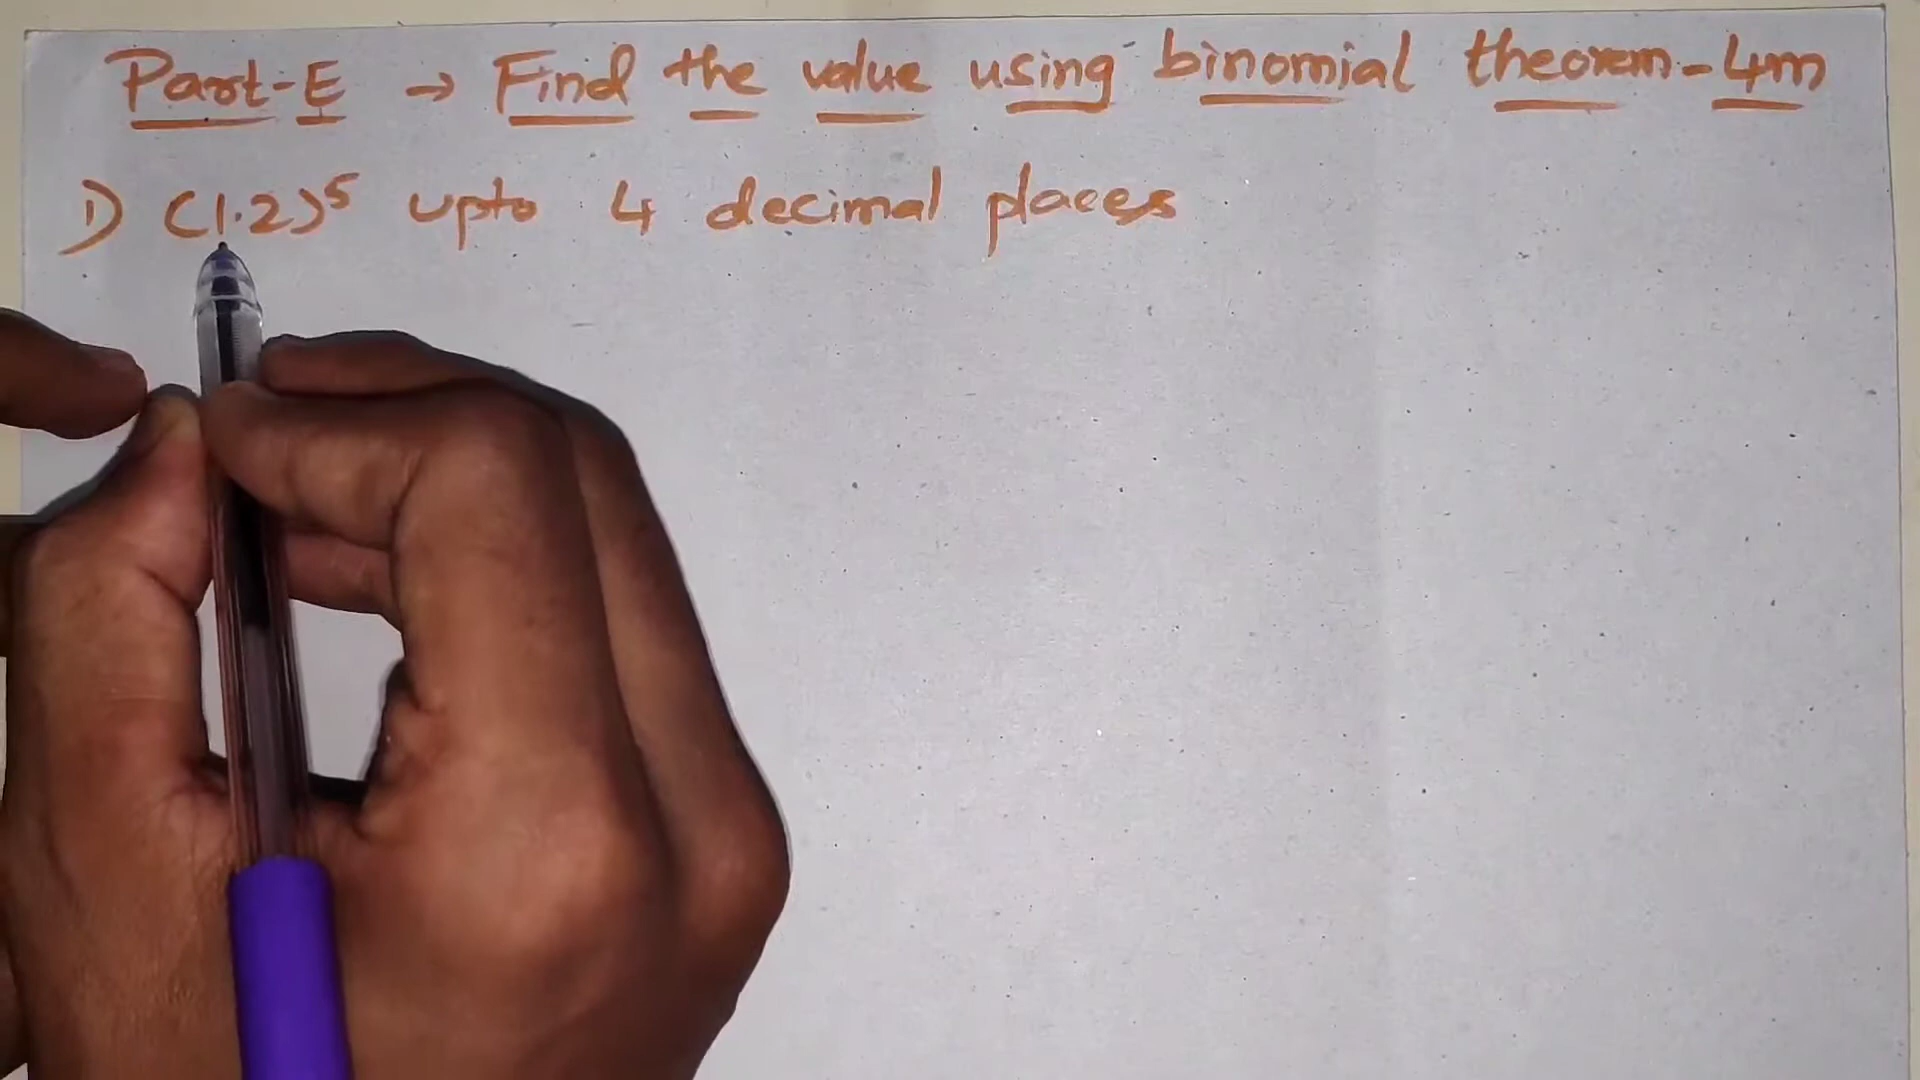 Part-E → Find the value using binomial theorem-4m
1) (1.2)⁵ upto 4 decimal places